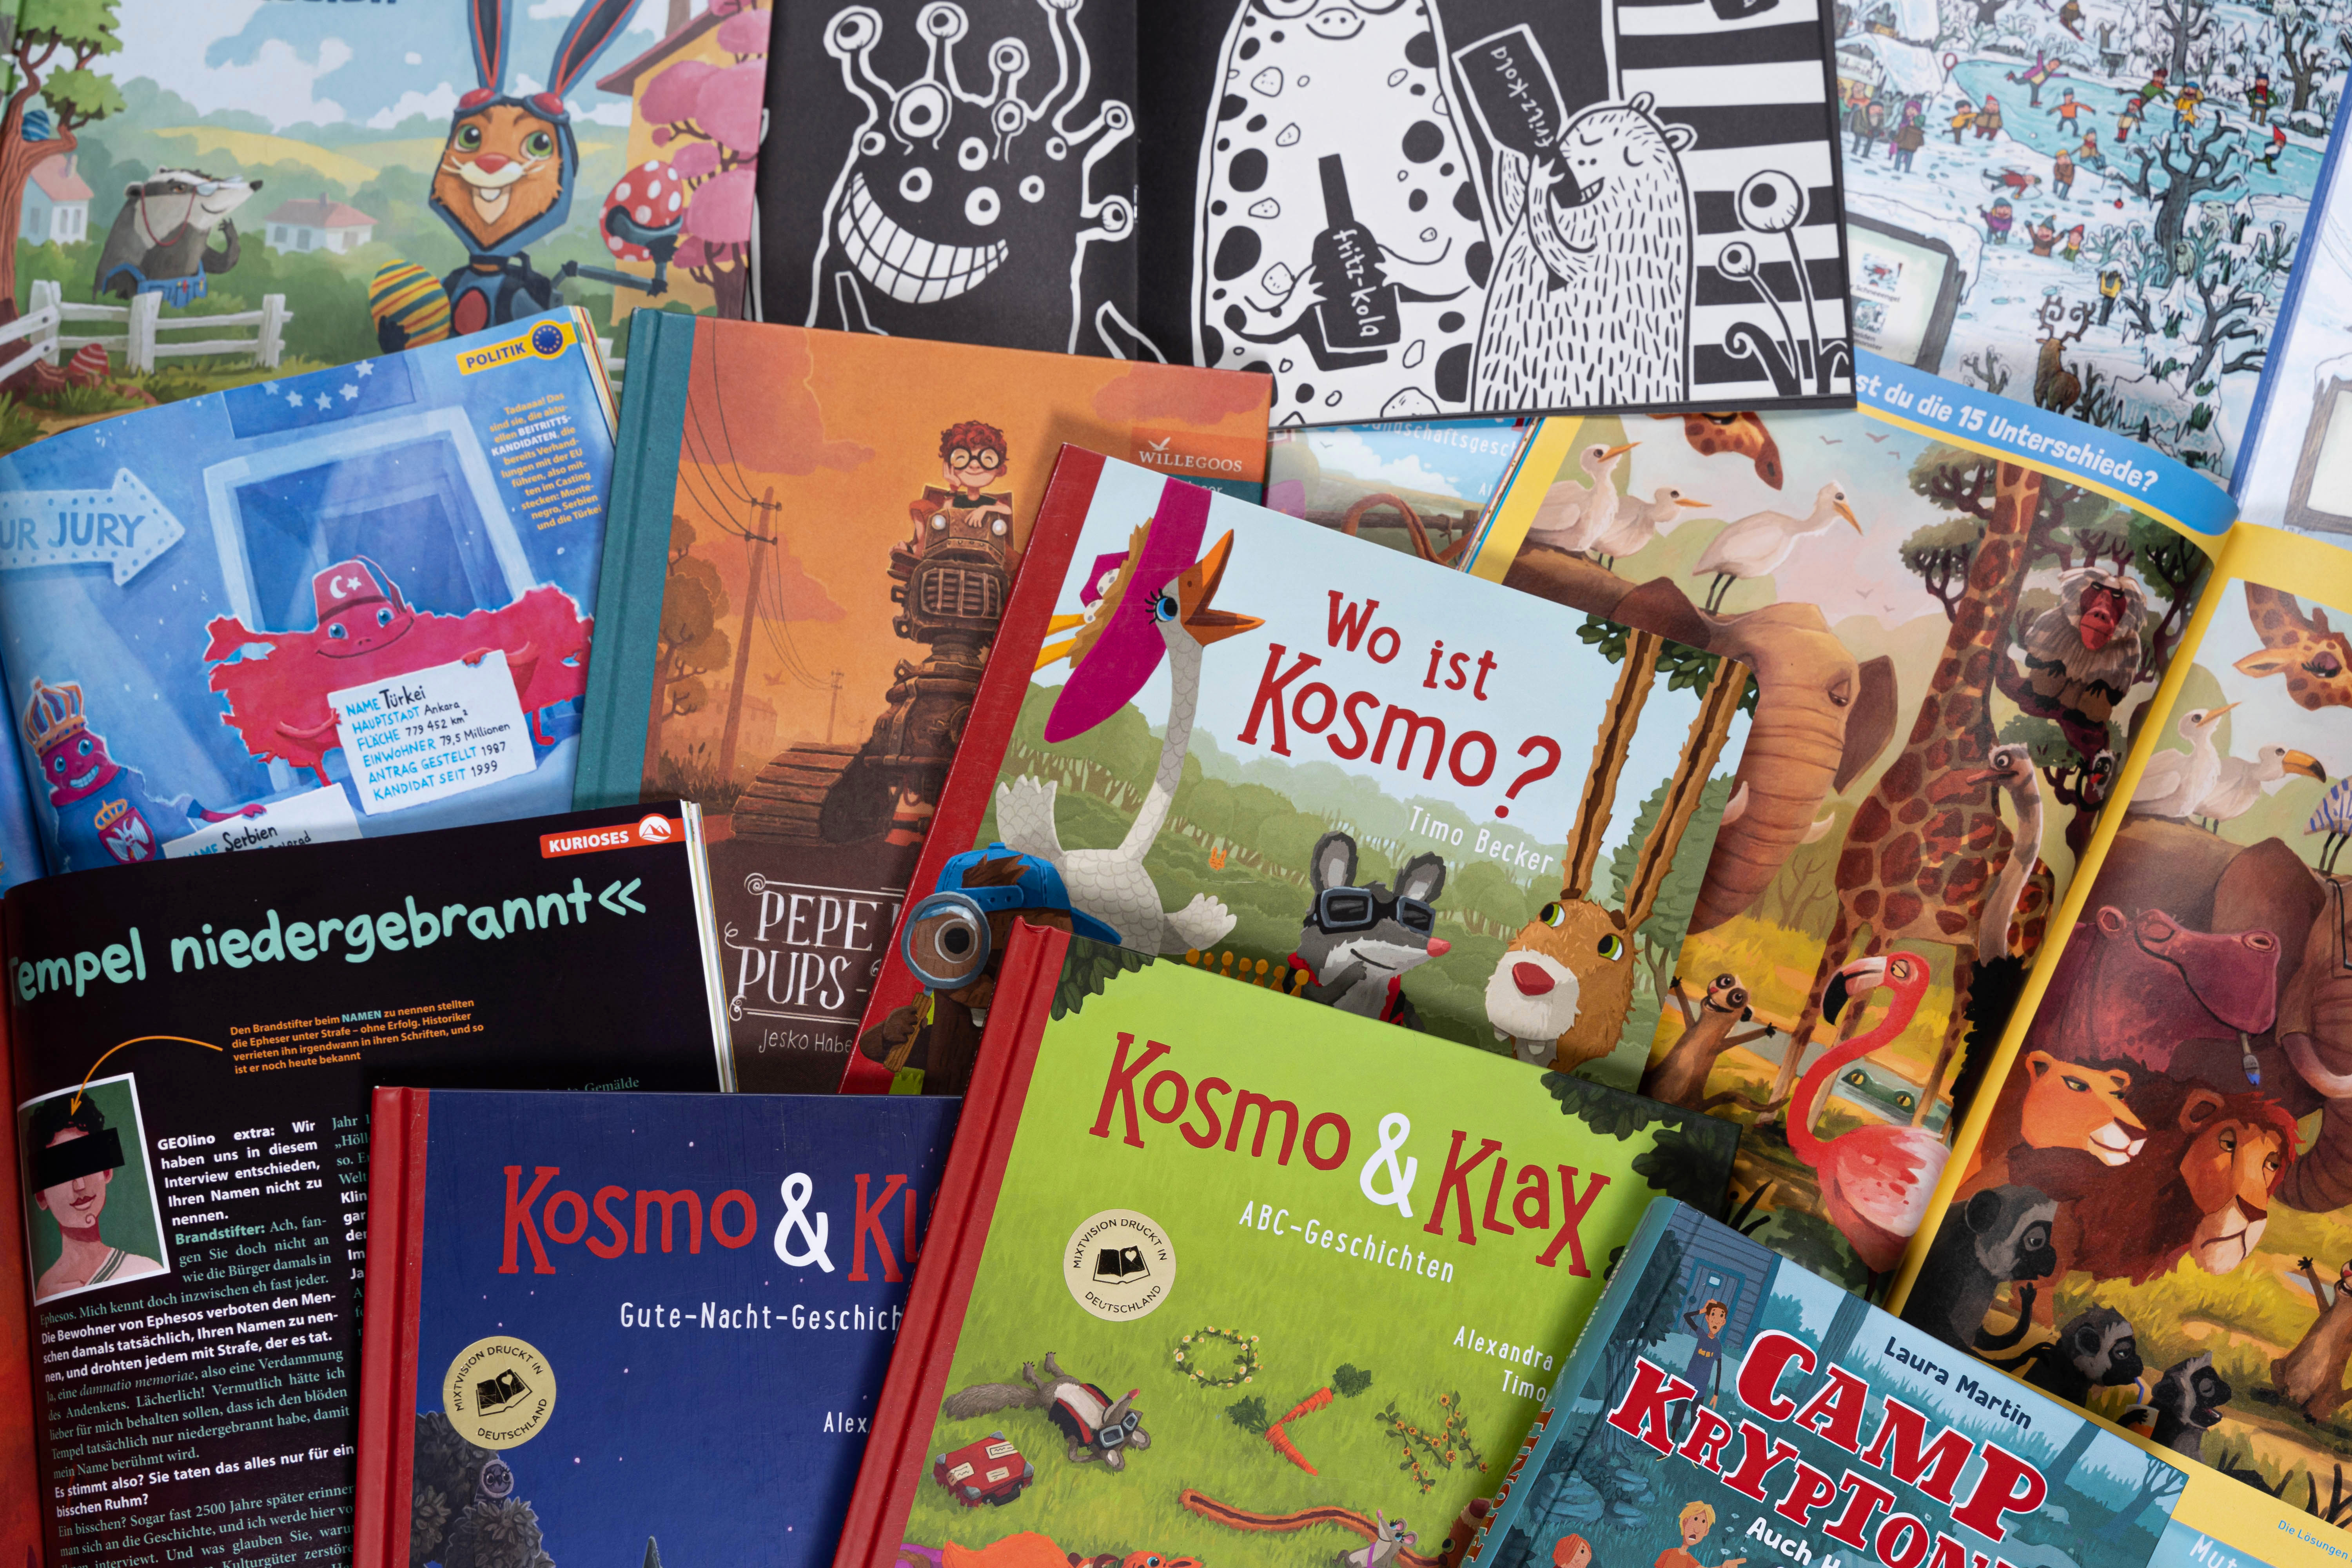 fritz-kola
fritz-kola
POLITIK
Tadaaaa! Das
sind sie, die aktu-
ellen BEITRITTS-
KANDIDATEN, die
bereits Verhand-
lungen mit der EU
führen, also mit-
ten im Casting
stecken: Monte-
negro, Serbien
und die Türkei
UR JURY
NAME Türkei
HAUPTSTADT Ankara
FLÄCHE 779 452 km²
EINWOHNER 79,5 Millionen
ANTRAG GESTELLT 1987
KANDIDAT SEIT 1999
NAME Serbien
WILLEGOOS
PEPE
PUPS
Jesko Habe
st du die 15 Unterschiede?
Wo ist
Kosmo?
Timo Becker
KURIOSES
Tempel niedergebrannt«
Den Brandstifter beim NAMEN zu nennen stellten
die Epheser unter Strafe – ohne Erfolg. Historiker
verrieten ihn irgendwann in ihren Schriften, und so
ist er noch heute bekannt
GEOlino extra: Wir
haben uns in diesem
Interview entschieden,
Ihren Namen nicht zu
nennen.
Brandstifter: Ach, fan-
gen Sie doch nicht an
wie die Bürger damals in
Ephesos. Mich kennt doch inzwischen eh fast jeder.
Die Bewohner von Ephesos verboten den Men-
schen damals tatsächlich, Ihren Namen zu nen-
nen, und drohten jedem mit Strafe, der es tat.
Ja, eine damnatio memoriae, also eine Verdammung
des Andenkens. Lächerlich! Vermutlich hätte ich
lieber für mich behalten sollen, dass ich den blöden
Tempel tatsächlich nur niedergebrannt habe, damit
mein Name berühmt wird.
Es stimmt also? Sie taten das alles nur für ein
bisschen Ruhm?
Ein bisschen? Sogar fast 2500 Jahre später erinner
man sich an die Geschichte, und ich werde hier vo
interviewt. Und was glauben Sie, waru
Kulturgüter zerstöre
Gemälde
Kosmo & Kl
Gute-Nacht-Geschich
Alex
MIXTVISION DRUCKT IN
DEUTSCHLAND
Kosmo & Klax
ABC-Geschichten
Alexandra
Timo
MIXTVISION DRUCKT IN
DEUTSCHLAND
Laura Martin
CAMP
KRYPTON
Auch H
Die Lösungen